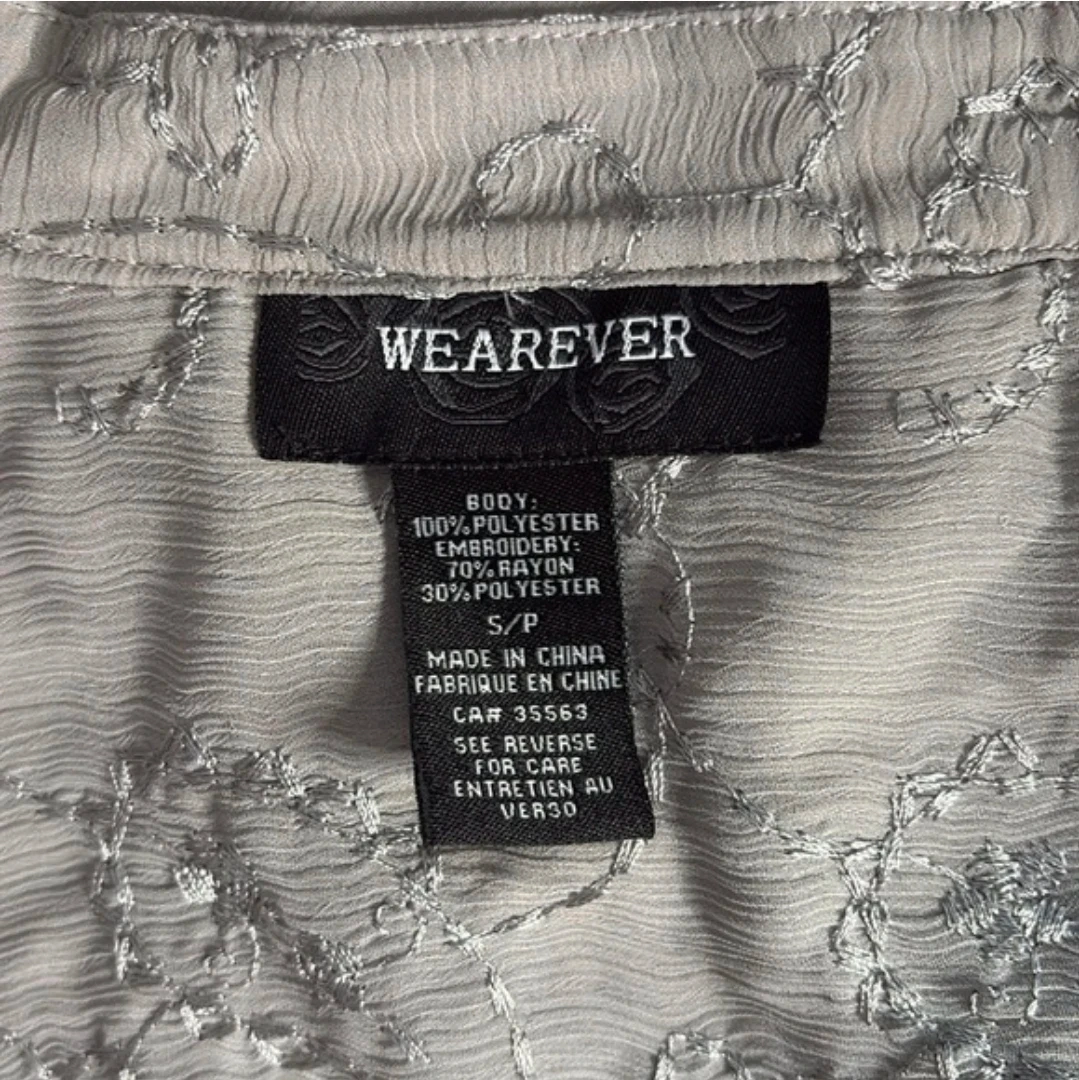 WEAREVER
BODY:
100% POLYESTER
EMBROIDERY:
70% RAYON
30% POLYESTER
S/P
MADE IN CHINA
FABRIQUE EN CHINE
CA# 35563
SEE REVERSE
FOR CARE
ENTRETIEN AU
VERSO